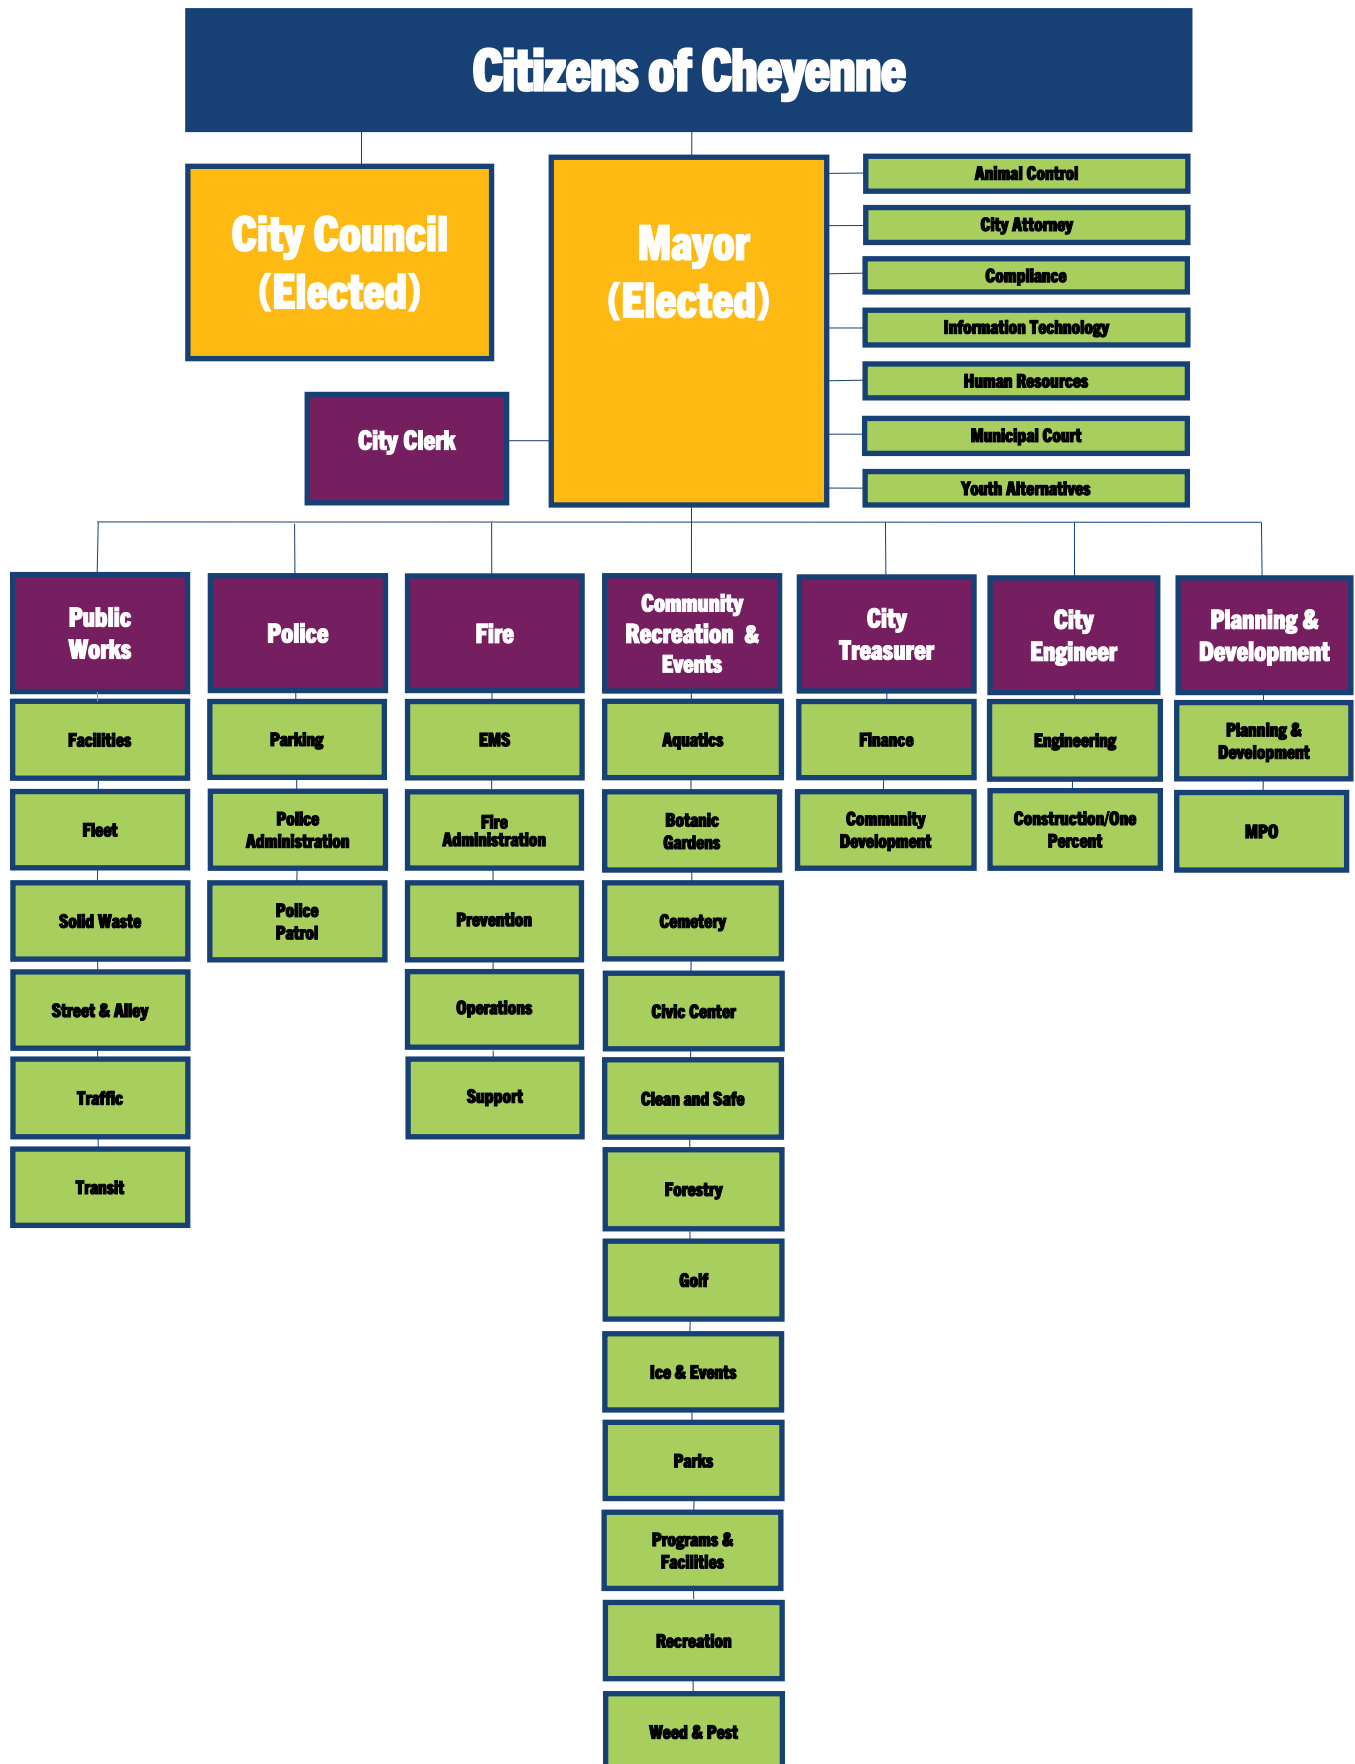 Citizens of Cheyenne
City Council
(Elected)
Mayor
(Elected)
Animal Control
City Attorney
Compliance
Information Technology
Human Resources
Municipal Court
Youth Alternatives
City Clerk
Public
Works
Facilities
Fleet
Solid Waste
Street & Alley
Traffic
Transit
Police
Parking
Police
Administration
Police
Patrol
Fire
EMS
Fire
Administration
Prevention
Operations
Support
Community
Recreation & 
Events
Aquatics
Botanic
Gardens
Cemetery
Civic Center
Clean and Safe
Forestry
Golf
Ice & Events
Parks
Programs &
Facilities
Recreation
Weed & Pest
City
Treasurer
Finance
Community
Development
City
Engineer
Engineering
Construction/One
Percent
Planning &
Development
Planning &
Development
MPO